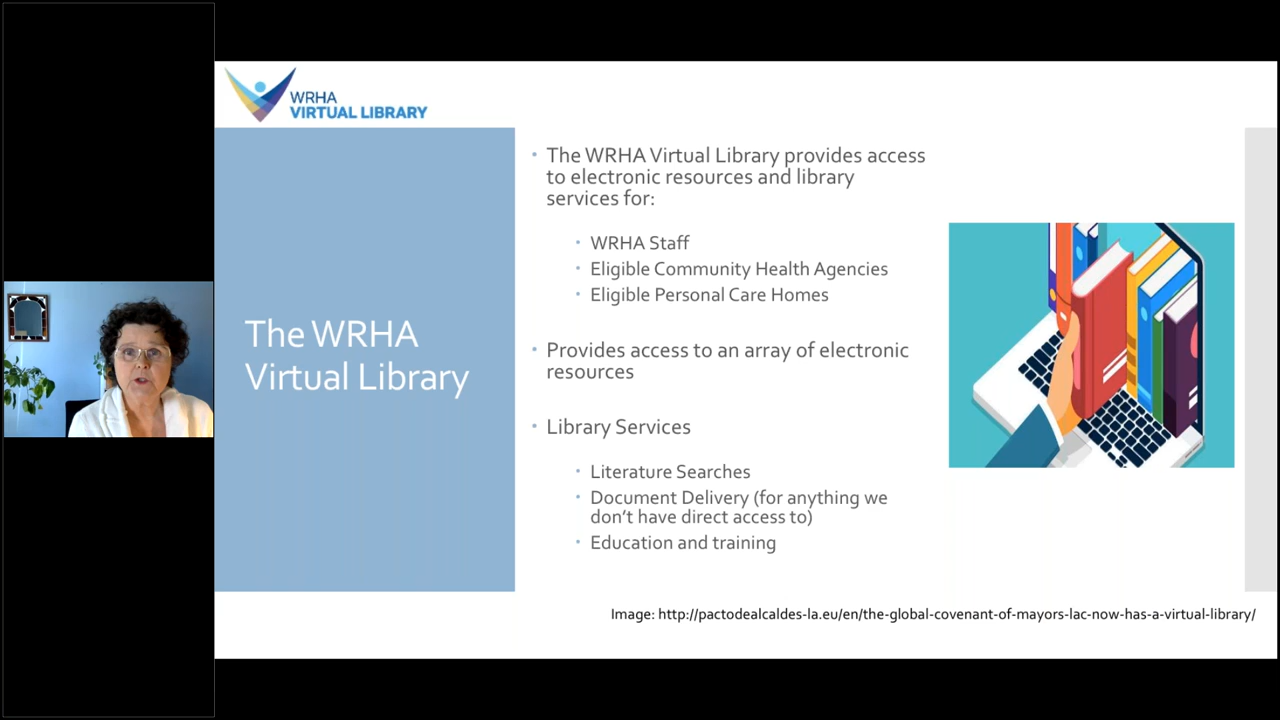 WRHA
VIRTUAL LIBRARY
The WRHA
Virtual Library
• The WRHA Virtual Library provides access
to electronic resources and library
services for:
• WRHA Staff
• Eligible Community Health Agencies
• Eligible Personal Care Homes
• Provides access to an array of electronic
resources
• Library Services
• Literature Searches
• Document Delivery (for anything we
don't have direct access to)
• Education and training
Image: http://pactodealcaldes-la.eu/en/the-global-covenant-of-mayors-lac-now-has-a-virtual-library/